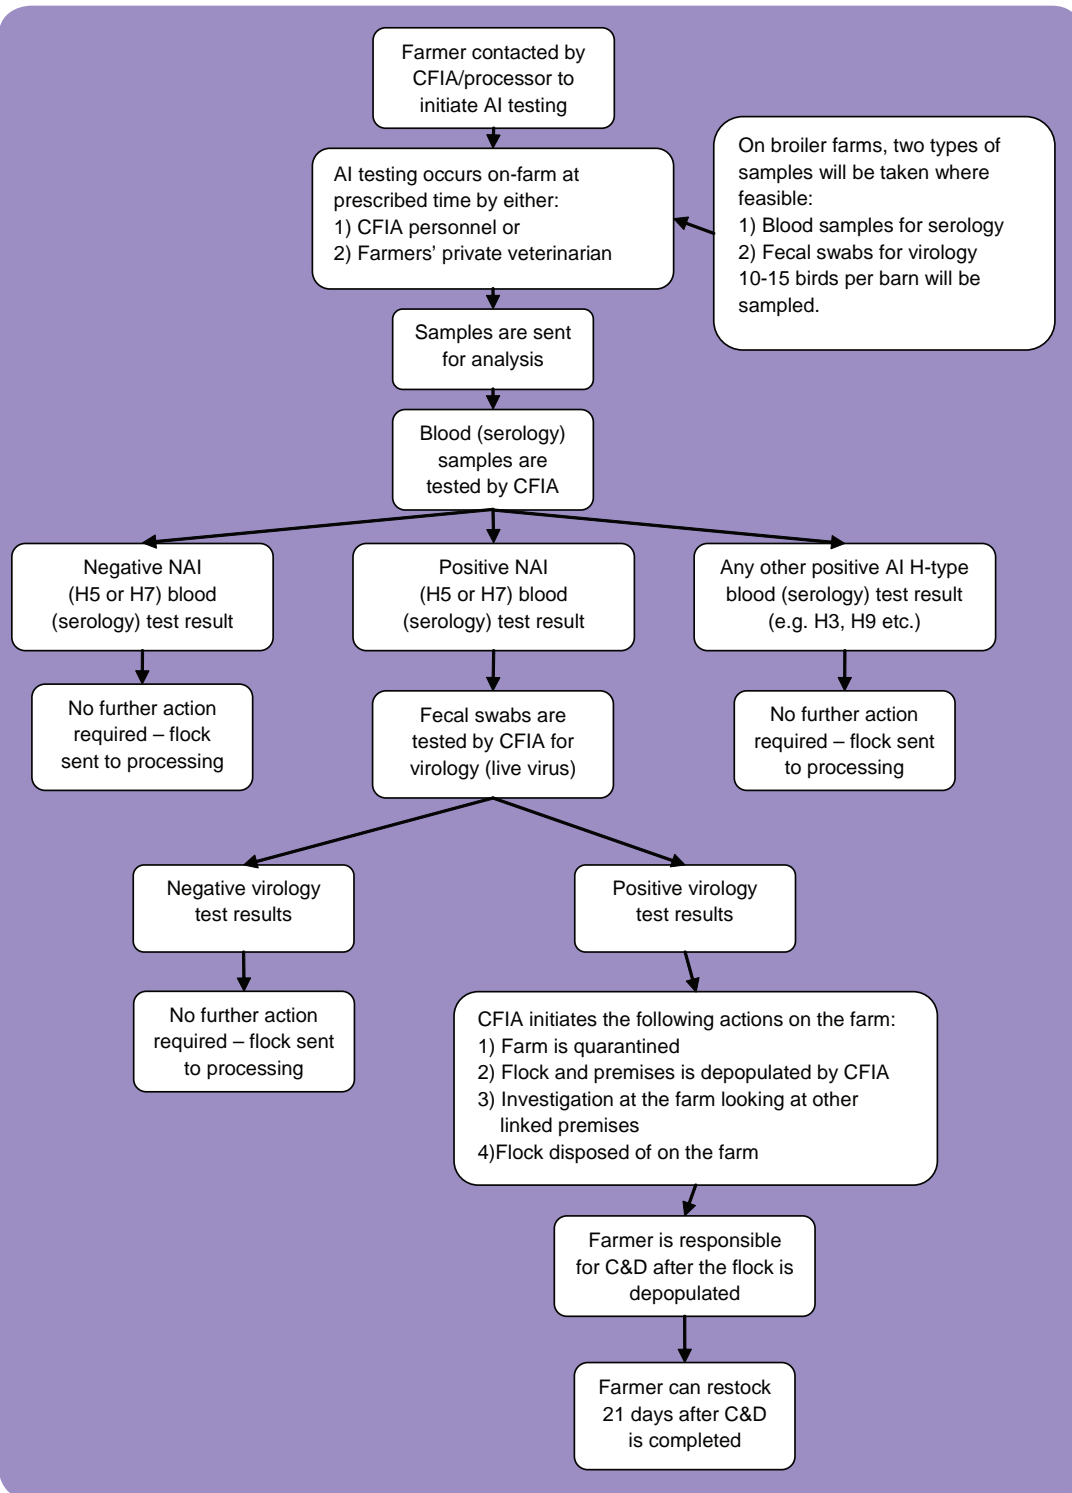 Farmer contacted by
CFIA/processor to
initiate AI testing
AI testing occurs on-farm at
prescribed time by either:
1) CFIA personnel or
2) Farmers’ private veterinarian
On broiler farms, two types of
samples will be taken where
feasible:
1) Blood samples for serology
2) Fecal swabs for virology
10-15 birds per barn will be
sampled.
Samples are sent
for analysis
Blood (serology)
samples are
tested by CFIA
Negative NAI
(H5 or H7) blood
(serology) test result
Positive NAI
(H5 or H7) blood
(serology) test result
Any other positive AI H-type
blood (serology) test result
(e.g. H3, H9 etc.)
No further action
required – flock
sent to processing
Fecal swabs are
tested by CFIA for
virology (live virus)
No further action
required – flock sent
to processing
Negative virology
test results
Positive virology
test results
No further action
required – flock sent
to processing
CFIA initiates the following actions on the farm:
1) Farm is quarantined
2) Flock and premises is depopulated by CFIA
3) Investigation at the farm looking at other
linked premises
4)Flock disposed of on the farm
Farmer is responsible
for C&D after the flock is
depopulated
Farmer can restock
21 days after C&D
is completed